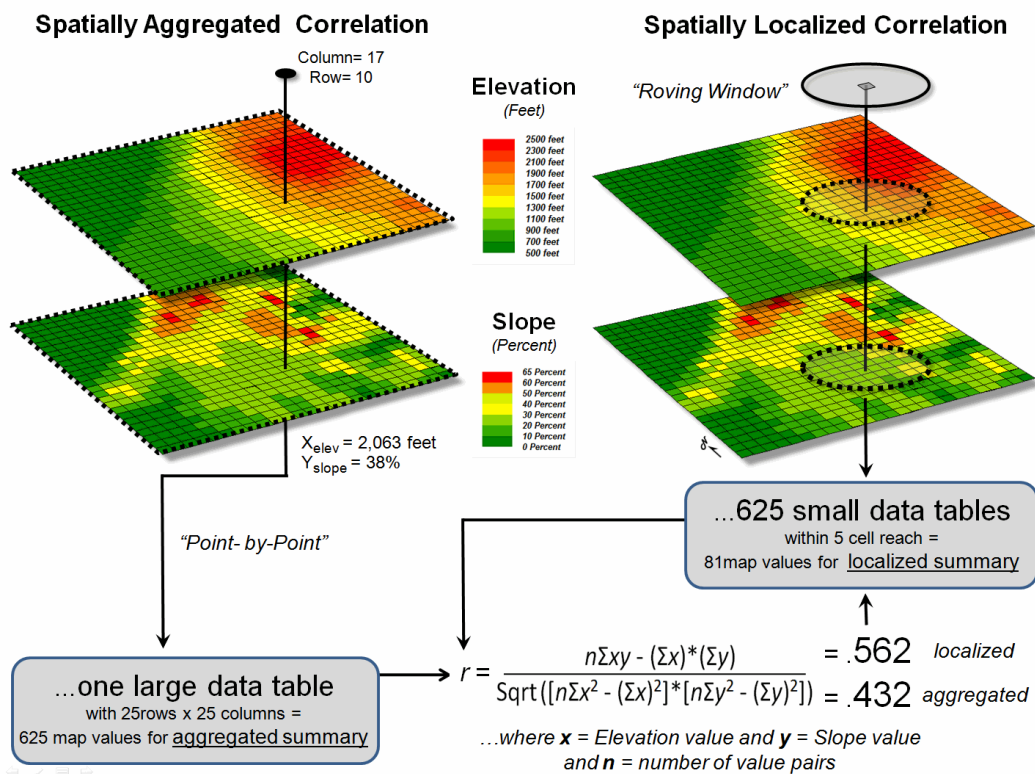 Spatially Aggregated Correlation
Column= 17
Row= 10
Spatially Localized Correlation
“Roving Window”
Elevation
(Feet)
2500 feet
2300 feet
2100 feet
1900 feet
1700 feet
1500 feet
1300 feet
1100 feet
900 feet
700 feet
500 feet
Slope
(Percent)
65 Percent
60 Percent
50 Percent
40 Percent
30 Percent
20 Percent
10 Percent
0 Percent
Xelev = 2,063 feet
Yslope = 38%
“Point- by-Point”
...625 small data tables
within 5 cell reach =
81map values for localized summary
...one large data table
with 25rows x 25 columns =
625 map values for aggregated summary
r = nΣxy - (Σx)*(Σy)
Sqrt([nΣx² - (Σx)²]*[nΣy² - (Σy)²])
= .562 localized
= .432 aggregated
...where x = Elevation value and y = Slope value
and n = number of value pairs